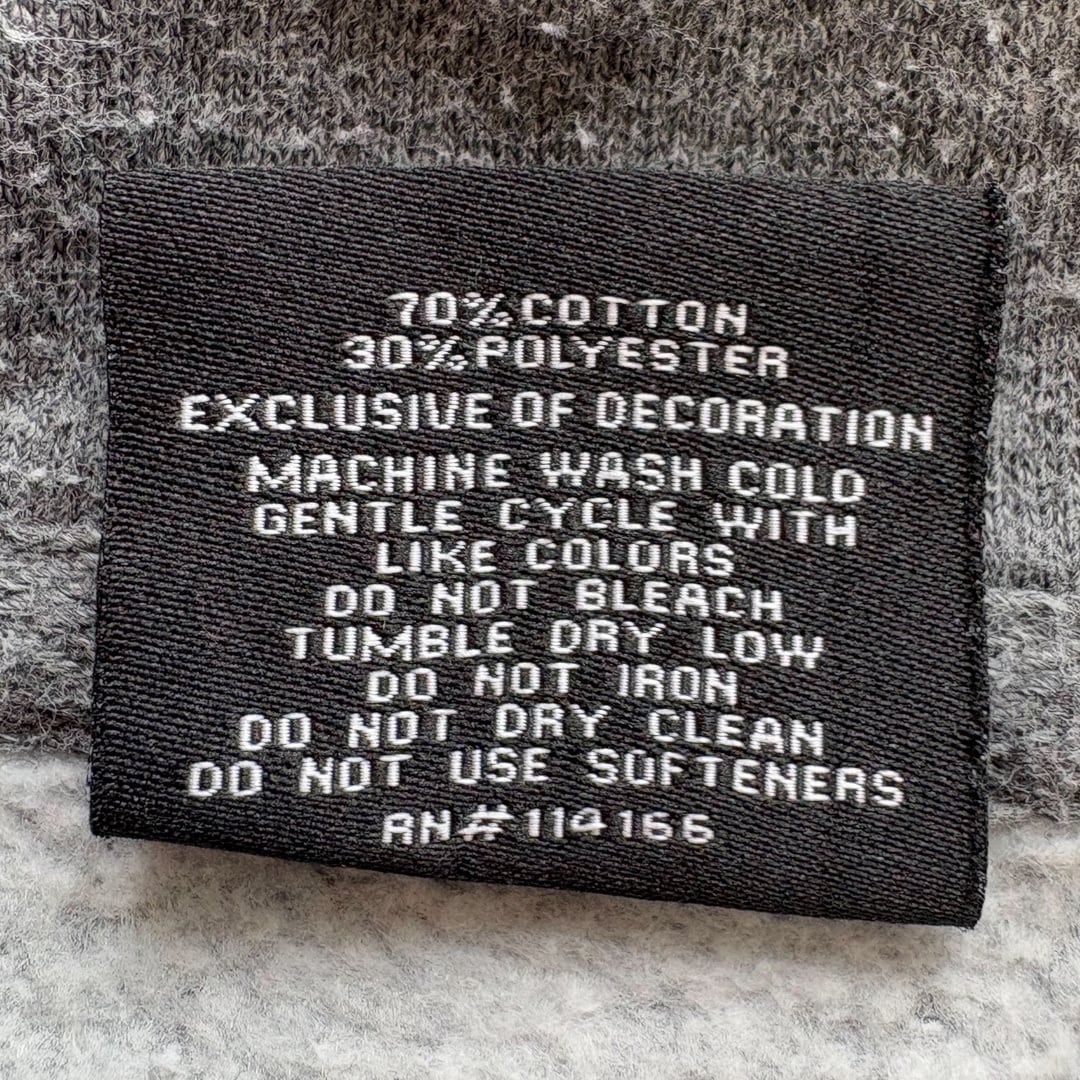 70% COTTON
30% POLYESTER
EXCLUSIVE OF DECORATION
MACHINE WASH COLD
GENTLE CYCLE WITH
LIKE COLORS
DO NOT BLEACH
TUMBLE DRY LOW
DO NOT IRON
DO NOT DRY CLEAN
DO NOT USE SOFTENERS
RN# 114166